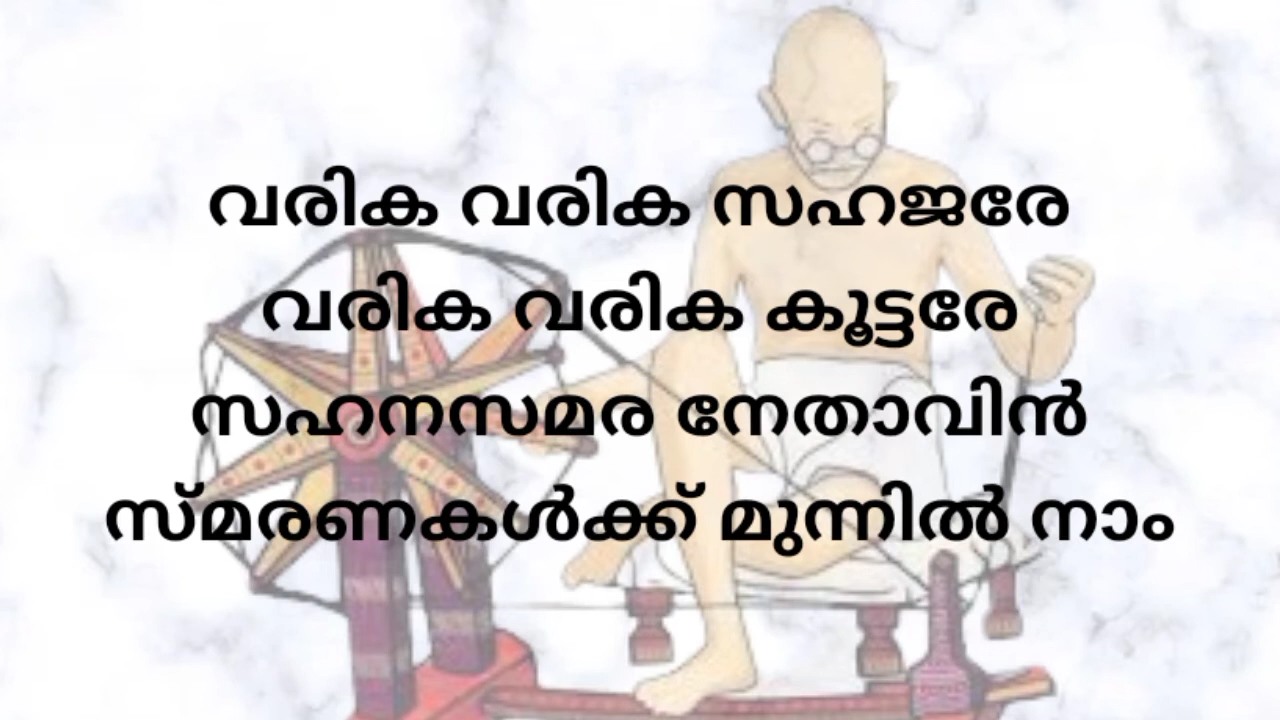 വരിക വരിക സഹജരേ
വരിക വരിക കൂട്ടരേ
സഹനസമര നേതാവിൻ
സ്മരണകൾക്ക് മുന്നിൽ നാം